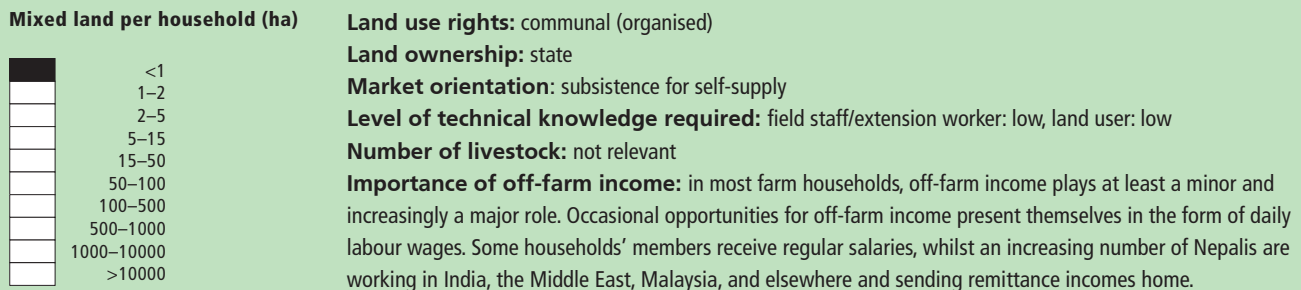 Mixed land per household (ha)
<1
1–2
2–5
5–15
15–50
50–100
100–500
500–1000
1000–10000
>10000
Land use rights: communal (organised)
Land ownership: state
Market orientation: subsistence for self-supply
Level of technical knowledge required: field staff/extension worker: low, land user: low
Number of livestock: not relevant
Importance of off-farm income: in most farm households, off-farm income plays at least a minor and
increasingly a major role. Occasional opportunities for off-farm income present themselves in the form of daily
labour wages. Some households’ members receive regular salaries, whilst an increasing number of Nepalis are
working in India, the Middle East, Malaysia, and elsewhere and sending remittance incomes home.